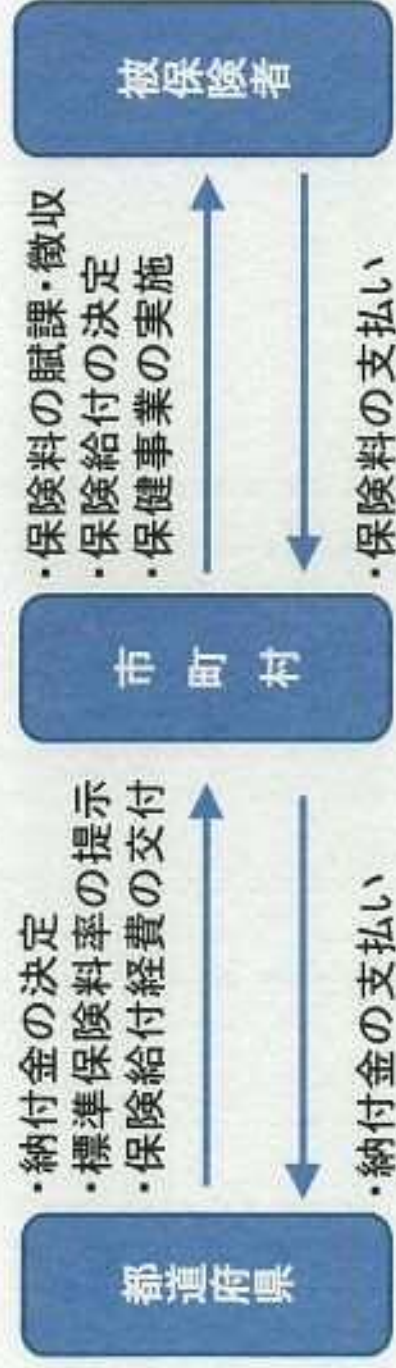 都道府県
・納付金の決定
・標準保険料率の提示
・保険給付経費の交付
・納付金の支払い
市町村
・保険料の賦課・徴収
・保険給付の決定
・保健事業の実施
・保険料の支払い
被保険者